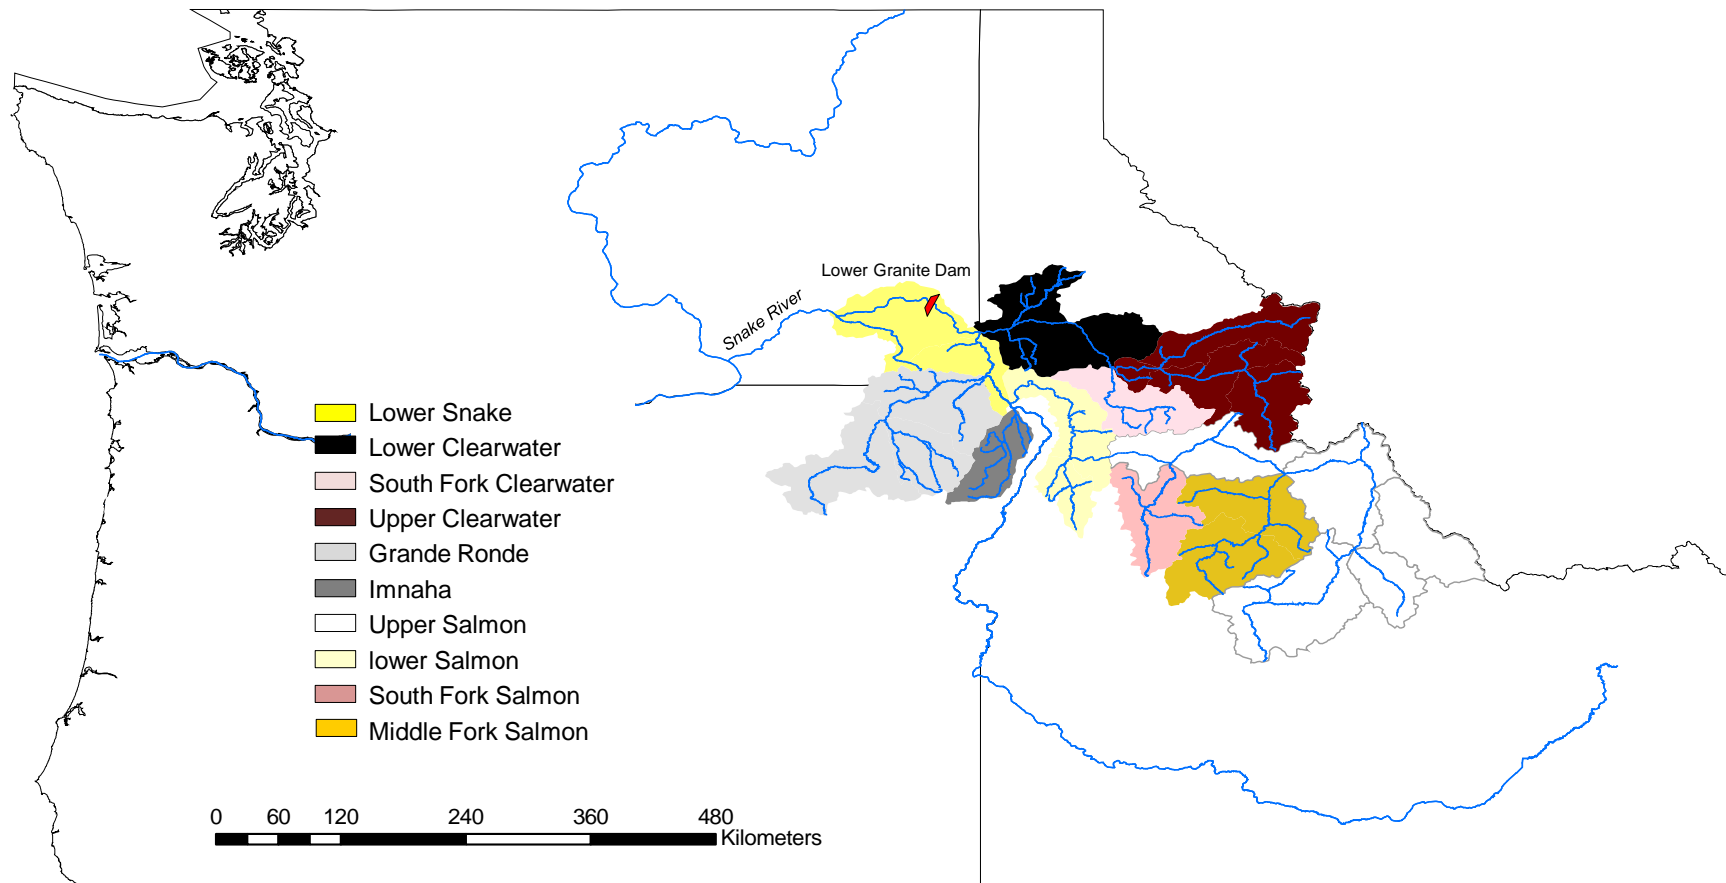 Lower Granite Dam
Snake River
Lower Snake
Lower Clearwater
South Fork Clearwater
Upper Clearwater
Grande Ronde
Imnaha
Upper Salmon
lower Salmon
South Fork Salmon
Middle Fork Salmon
0 60 120 240 360 480
Kilometers